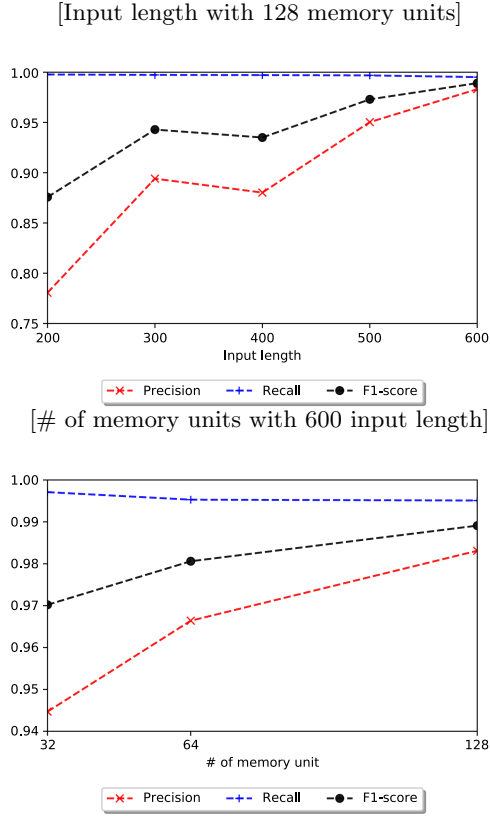 [Input length with 128 memory units]
1.00
0.95
0.90
0.85
0.80
0.75
200 300 400 500 600
Input length
Precision Recall F1-score
[# of memory units with 600 input length]
1.00
0.99
0.98
0.97
0.96
0.95
0.94
32 64 128
# of memory unit
Precision Recall F1-score